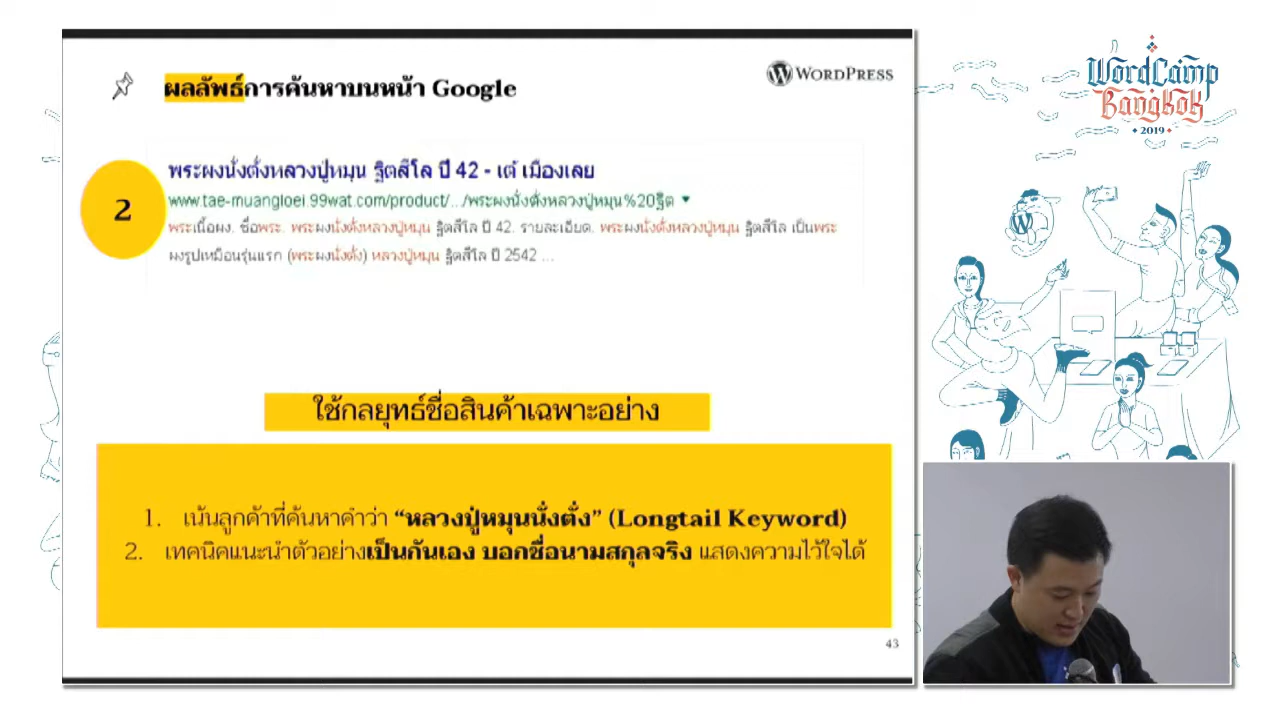 ผลลัพธ์การค้นหาบนหน้า Google
WORDPRESS
WordCamp
Bangkok
2019
2
พระผงนั่งตั่งหลวงปู่หมุน ฐิตสีโล ปี 42 - เต้ เมืองเลย
www.tae-muangloei.99wat.com/product/.../พระผงนั่งตั่งหลวงปู่หมุน%20ฐิต
พระเนื้อผง. ชื่อพระ. พระผงนั่งตั่งหลวงปู่หมุน ฐิตสีโล ปี 42. รายละเอียด. พระผงนั่งตั่งหลวงปู่หมุน ฐิตสีโล เป็นพระ
ผงรูปเหมือนรุ่นแรก (พระผงนั่งตั่ง) หลวงปู่หมุน ฐิตสีโล ปี 2542 ...
ใช้กลยุทธ์ชื่อสินค้าเฉพาะอย่าง
1. เน้นลูกค้าที่ค้นหาคำว่า “หลวงปู่หมุนนั่งตั่ง” (Longtail Keyword)
2. เทคนิคแนะนำตัวอย่างเป็นกันเอง บอกชื่อนามสกุลจริง แสดงความไว้ใจได้
43